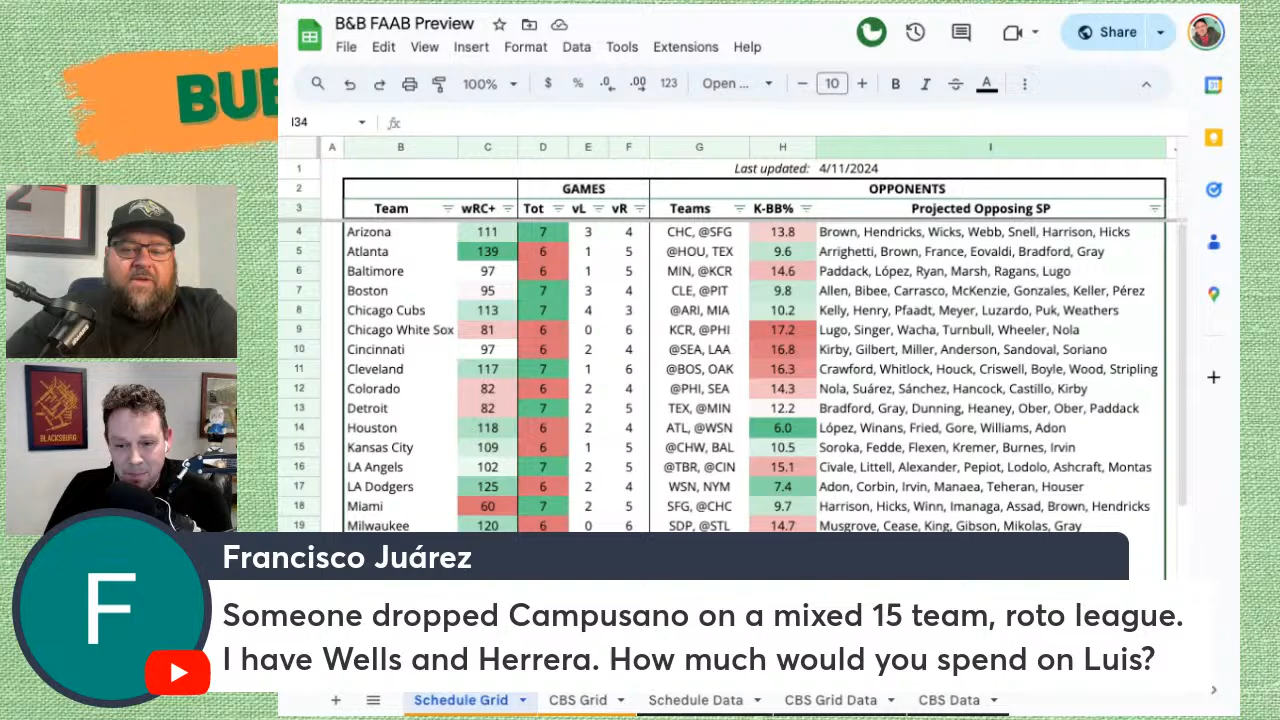 B&B FAAB Preview
File Edit View Insert Format Data Tools Extensions Help
Share
100% % .0 .00 123 Open ... 10 B I A
BUB
I34 fx
A B C D E F G H I
1 Last updated: 4/11/2024
2 GAMES OPPONENTS
3 Team wRC+ Tot vL vR Teams K-BB% Projected Opposing SP
4 Arizona 111 7 3 4 CHC, @SFG 13.8 Brown, Hendricks, Wicks, Webb, Snell, Harrison, Hicks
5 Atlanta 139 6 1 5 @HOU, TEX 9.6 Arrighetti, Brown, France, Eovaldi, Bradford, Gray
6 Baltimore 97 6 1 5 MIN, @KCR 14.6 Paddack, López, Ryan, Marsh, Ragans, Lugo
7 Boston 95 7 3 4 CLE, @PIT 9.8 Allen, Bibee, Carrasco, McKenzie, Gonzales, Keller, Pérez
8 Chicago Cubs 113 7 4 3 @ARI, MIA 10.2 Kelly, Henry, Pfaadt, Meyer, Luzardo, Puk, Weathers
9 Chicago White Sox 81 6 0 6 KCR, @PHI 17.2 Lugo, Singer, Wacha, Turnbull, Wheeler, Nola
10 Cincinnati 97 6 2 4 @SEA, LAA 16.8 Kirby, Gilbert, Miller, Anderson, Sandoval, Soriano
11 Cleveland 117 7 1 6 @BOS, OAK 16.3 Crawford, Whitlock, Houck, Criswell, Boyle, Wood, Stripling
12 Colorado 82 6 2 4 @PHI, SEA 14.3 Nola, Suárez, Sánchez, Hancock, Castillo, Kirby
13 Detroit 82 7 2 5 TEX, @MIN 12.2 Bradford, Gray, Dunning, Heaney, Ober, Ober, Paddack
14 Houston 118 6 2 4 ATL, @WSN 6.0 López, Winans, Fried, Gore, Williams, Adon
15 Kansas City 109 6 1 5 @CHW, BAL 10.5 Soroka, Fedde, Flexen, Kremer, Burnes, Irvin
16 LA Angels 102 7 2 5 @TBR, @CIN 15.1 Civale, Littell, Alexander, Pepiot, Lodolo, Ashcraft, Montas
17 LA Dodgers 125 6 2 4 WSN, NYM 7.4 Adon, Corbin, Irvin, Manaea, Teheran, Houser
18 Miami 60 7 2 5 SFG, @CHC 9.7 Harrison, Hicks, Winn, Imanaga, Assad, Brown, Hendricks
19 Milwaukee 120 6 0 6 SDP, @STL 14.7 Musgrove, Cease, King, Gibson, Mikolas, Gray
BLACKSBURG
F
Francisco Juárez
Someone dropped Campusano on a mixed 15 team, roto league.
I have Wells and Herrera. How much would you spend on Luis?
Schedule Grid CBS Grid Schedule Data CBS Grid Data CBS Data